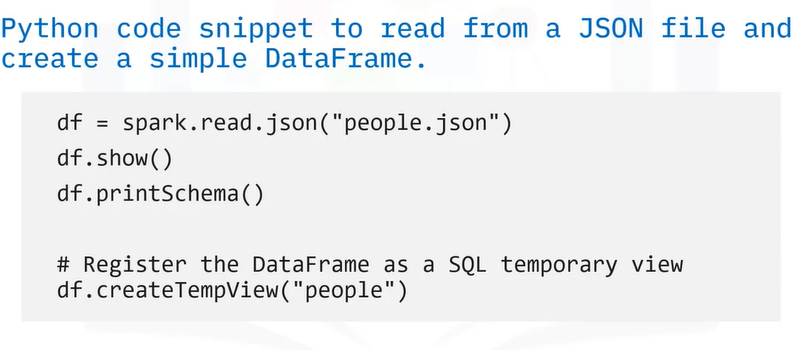 Python code snippet to read from a JSON file and
create a simple DataFrame.
df = spark.read.json("people.json")
df.show()
df.printSchema()
# Register the DataFrame as a SQL temporary view
df.createTempView("people")